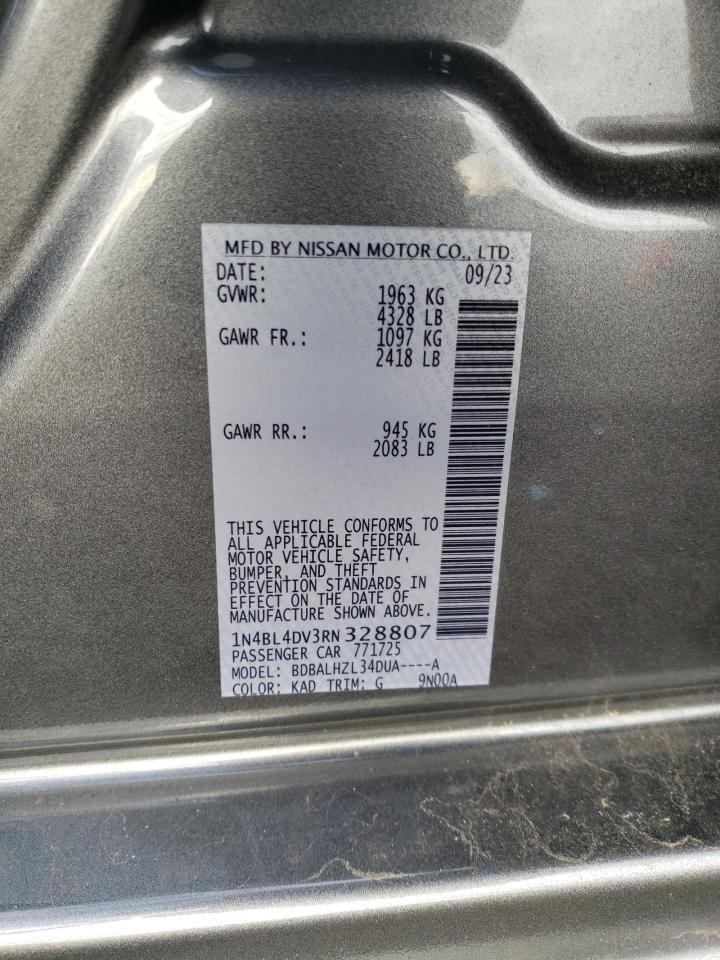 MFD BY NISSAN MOTOR CO., LTD.
DATE: 09/23
GVWR: 1963 KG
4328 LB
GAWR FR.: 1097 KG
2418 LB
GAWR RR.: 945 KG
2083 LB
THIS VEHICLE CONFORMS TO
ALL APPLICABLE FEDERAL
MOTOR VEHICLE SAFETY,
BUMPER, AND THEFT
PREVENTION STANDARDS IN
EFFECT ON THE DATE OF
MANUFACTURE SHOWN ABOVE.
1N4BL4DV3RN328807
PASSENGER CAR 771725
MODEL: BDBALHZL34DUA----A
COLOR: KAD TRIM: G 9N00A